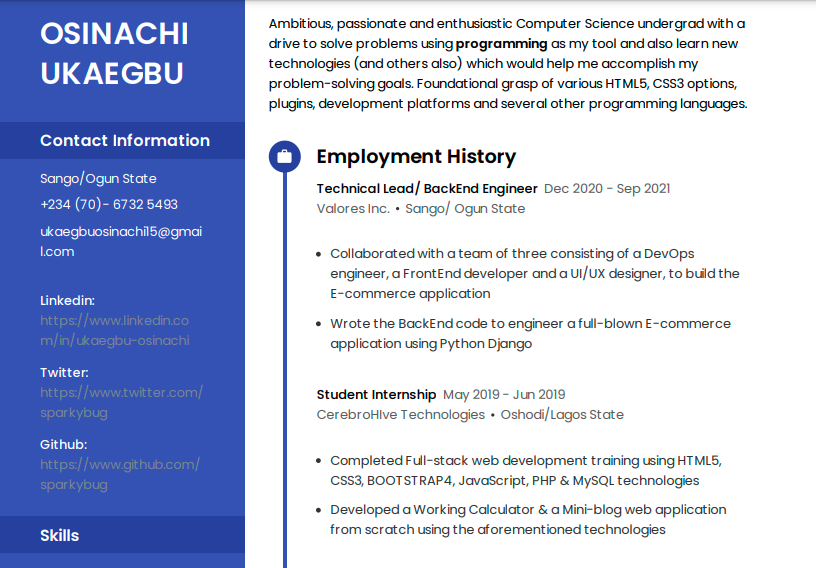 OSINACHI
UKAEGBU
Contact Information
Sango/Ogun State
+234 (70)- 6732 5493
ukaegbuosinachi15@gmai
l.com
Linkedin:
https://www.linkedin.co
m/in/ukaegbu-osinachi
Twitter:
https://www.twitter.com/
sparkybug
Github:
https://www.github.com/
sparkybug
Skills
Ambitious, passionate and enthusiastic Computer Science undergrad with a
drive to solve problems using programming as my tool and also learn new
technologies (and others also) which would help me accomplish my
problem-solving goals. Foundational grasp of various HTML5, CSS3 options,
plugins, development platforms and several other programming languages.
Employment History
Technical Lead/ BackEnd Engineer Dec 2020 - Sep 2021
Valores Inc. • Sango/ Ogun State
• Collaborated with a team of three consisting of a DevOps
engineer, a FrontEnd developer and a UI/UX designer, to build the
E-commerce application
• Wrote the BackEnd code to engineer a full-blown E-commerce
application using Python Django
Student Internship May 2019 - Jun 2019
CerebroHIve Technologies • Oshodi/Lagos State
• Completed Full-stack web development training using HTML5,
CSS3, BOOTSTRAP4, JavaScript, PHP & MySQL technologies
• Developed a Working Calculator & a Mini-blog web application
from scratch using the aforementioned technologies